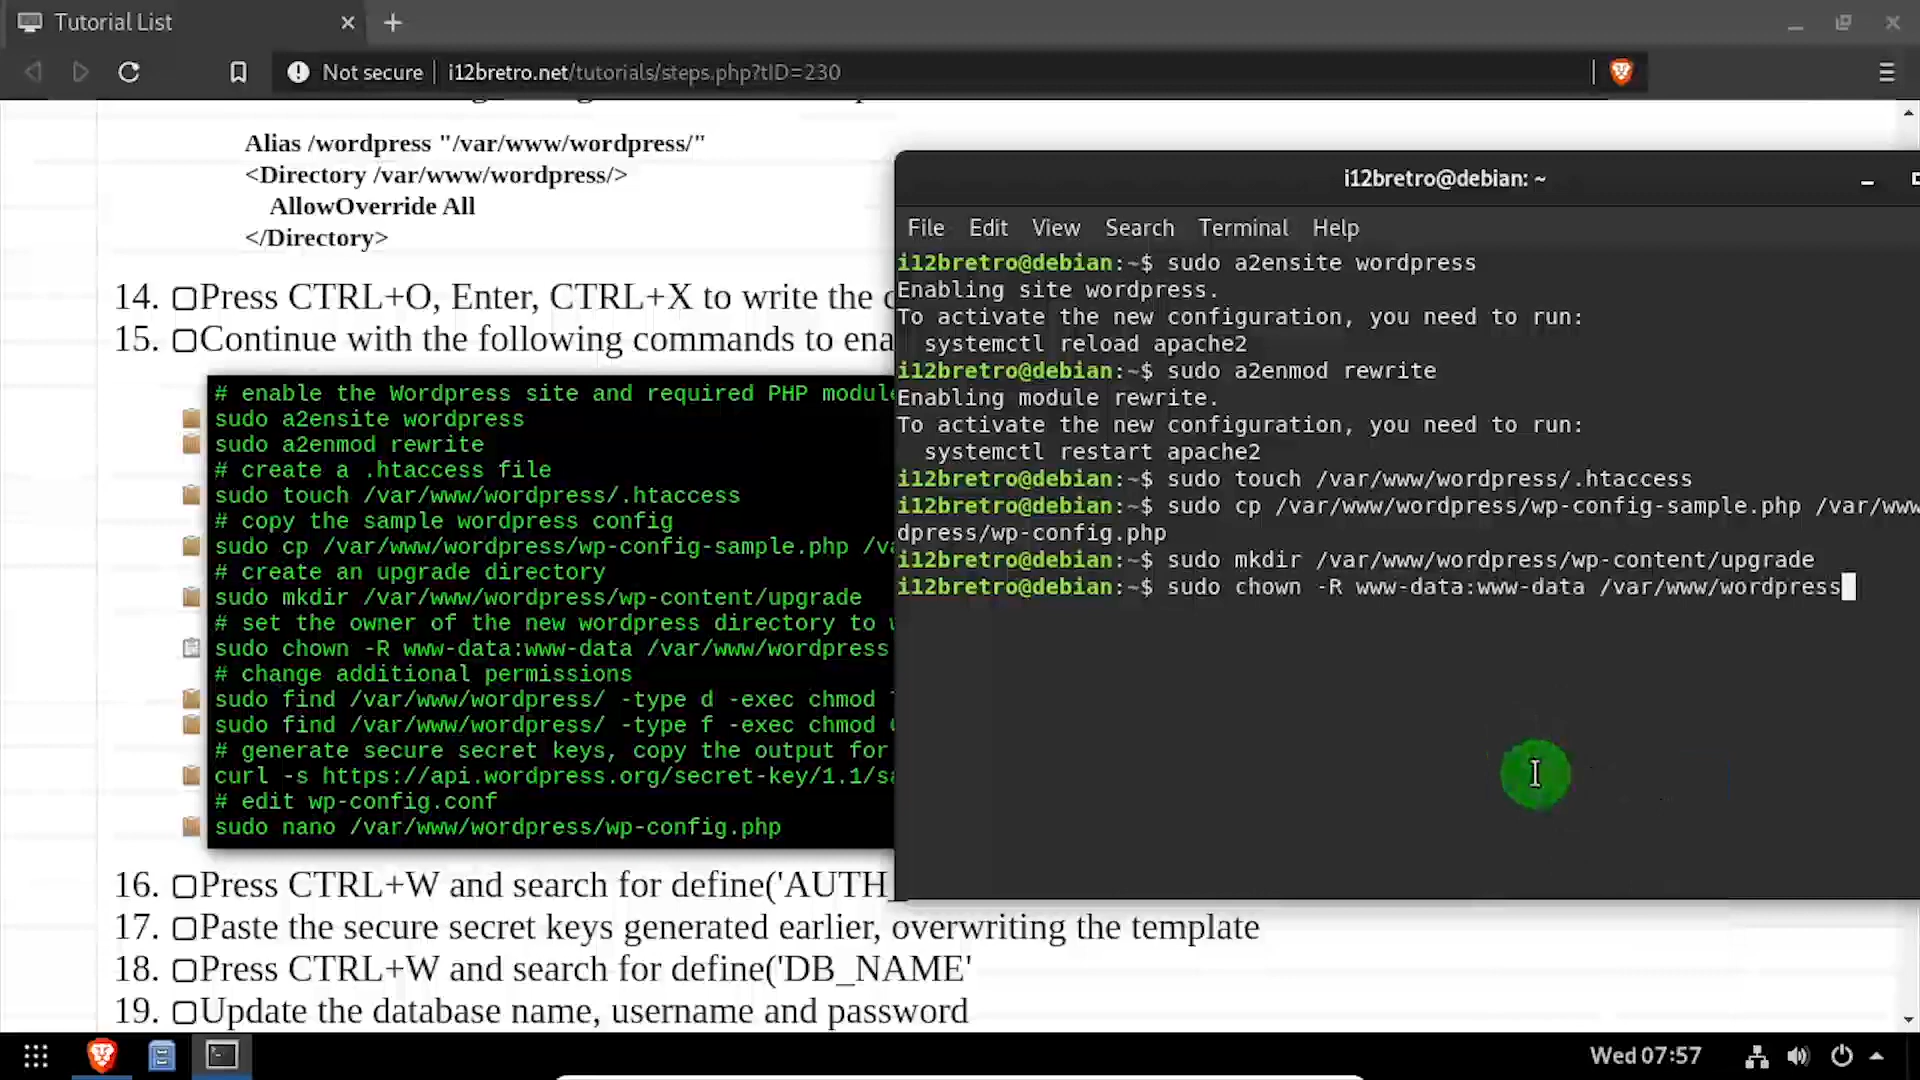 Tutorial List
Not secure
i12bretro.net/tutorials/steps.php?tID=230
Alias /wordpress "/var/www/wordpress/"
<Directory /var/www/wordpress/>
AllowOverride All
</Directory>
14. Press CTRL+O, Enter, CTRL+X to write the
15. Continue with the following commands to ena
# enable the Wordpress site and required PHP module
sudo a2ensite wordpress
sudo a2enmod rewrite
# create a .htaccess file
sudo touch /var/www/wordpress/.htaccess
# copy the sample wordpress config
sudo cp /var/www/wordpress/wp-config-sample.php /va
# create an upgrade directory
sudo mkdir /var/www/wordpress/wp-content/upgrade
# set the owner of the new wordpress directory to
sudo chown -R www-data:www-data /var/www/wordpress
# change additional permissions
sudo find /var/www/wordpress/ -type d -exec chmod
sudo find /var/www/wordpress/ -type f -exec chmod
# generate secure secret keys, copy the output for
curl -s https://api.wordpress.org/secret-key/1.1/sa
# edit wp-config.conf
sudo nano /var/www/wordpress/wp-config.php
16. Press CTRL+W and search for define('AUTH_
17. Paste the secure secret keys generated earlier, overwriting the template
18. Press CTRL+W and search for define('DB_NAME'
19. Update the database name, username and password
i12bretro@debian: ~
File Edit View Search Terminal Help
i12bretro@debian:~$ sudo a2ensite wordpress
Enabling site wordpress.
To activate the new configuration, you need to run:
systemctl reload apache2
i12bretro@debian:~$ sudo a2enmod rewrite
Enabling module rewrite.
To activate the new configuration, you need to run:
systemctl restart apache2
i12bretro@debian:~$ sudo touch /var/www/wordpress/.htaccess
i12bretro@debian:~$ sudo cp /var/www/wordpress/wp-config-sample.php /var/www
dpress/wp-config.php
i12bretro@debian:~$ sudo mkdir /var/www/wordpress/wp-content/upgrade
i12bretro@debian:~$ sudo chown -R www-data:www-data /var/www/wordpress
Wed 07:57